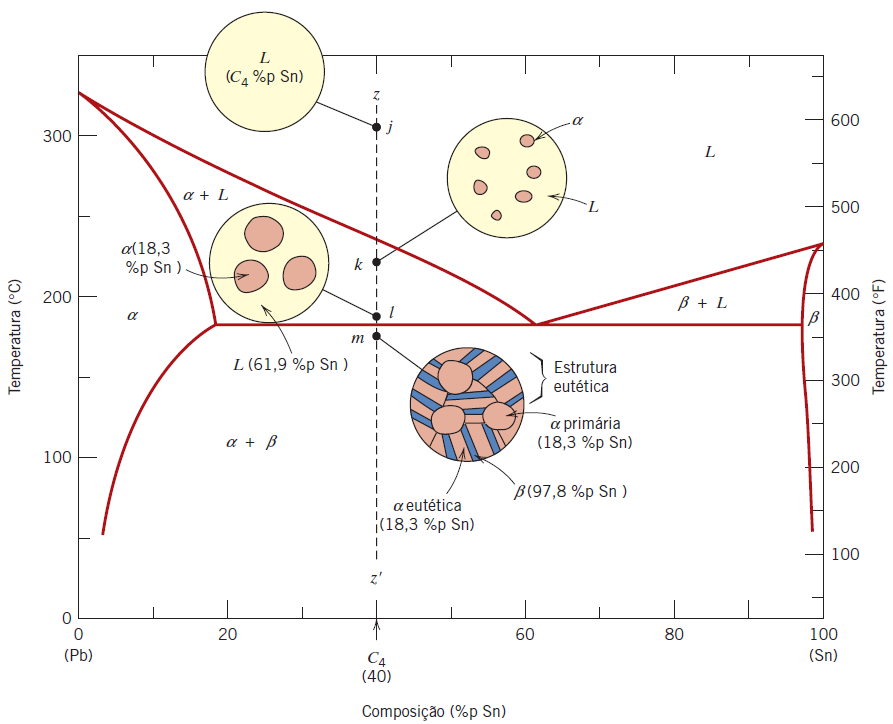 L
(C4 %p Sn)
z
j
α
L
L
300
600
α + L
500
α(18,3
%p Sn )
k
200
400
α
l
β + L
β
m
L (61,9 %p Sn )
Estrutura
eutética
300
α primária
(18,3 %p Sn)
α + β
100
200
β(97,8 %p Sn )
α eutética
(18,3 %p Sn)
100
z'
0
0
20
60
80
100
(Pb)
C4
(40)
(Sn)
Composição (%p Sn)
Temperatura (°C)
Temperatura (°F)